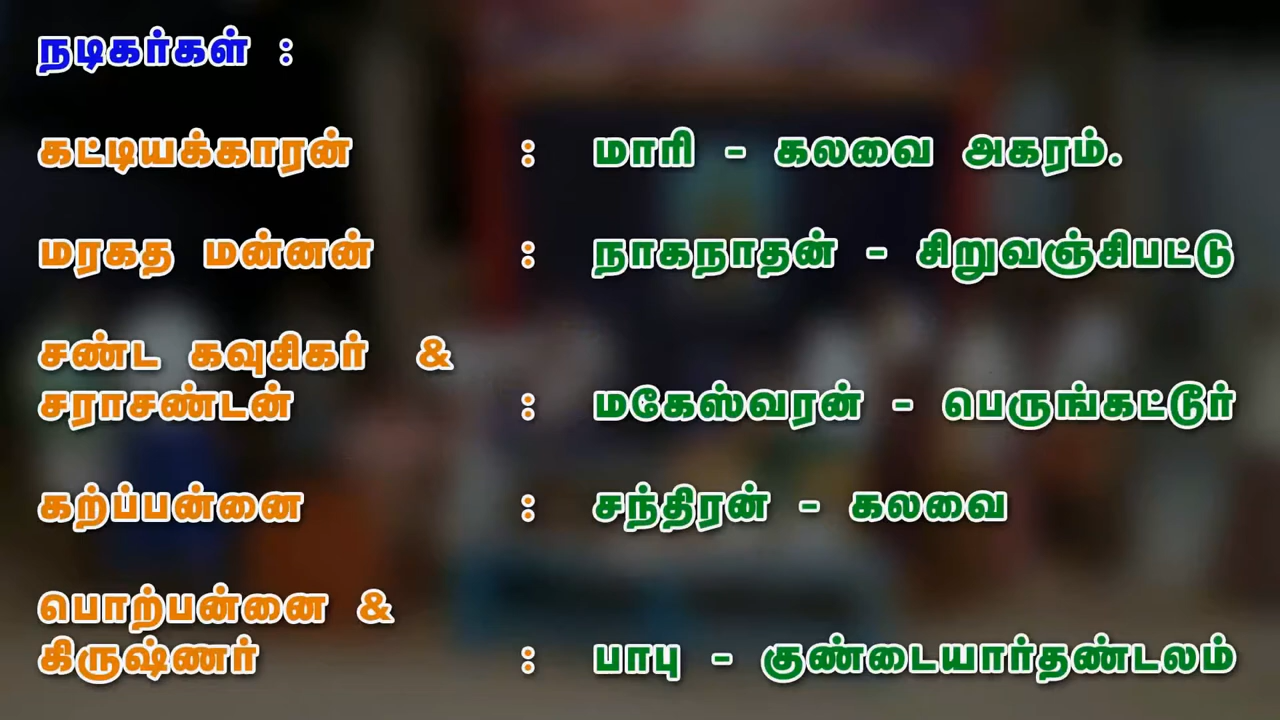 நடிகர்கள் :
கட்டியக்காரன் : மாரி - கலவை அகரம்.
மரகத மன்னன் : நாகநாதன் - சிறுவஞ்சிபட்டு
சண்ட கவுசிகர் &
சராசண்டன் : மகேஸ்வரன் - பெருங்கட்டூர்
கற்ப்பன்னை : சந்திரன் - கலவை
பொற்பன்னை &
கிருஷ்ணர் : பாபு - குண்டையார்தண்டலம்